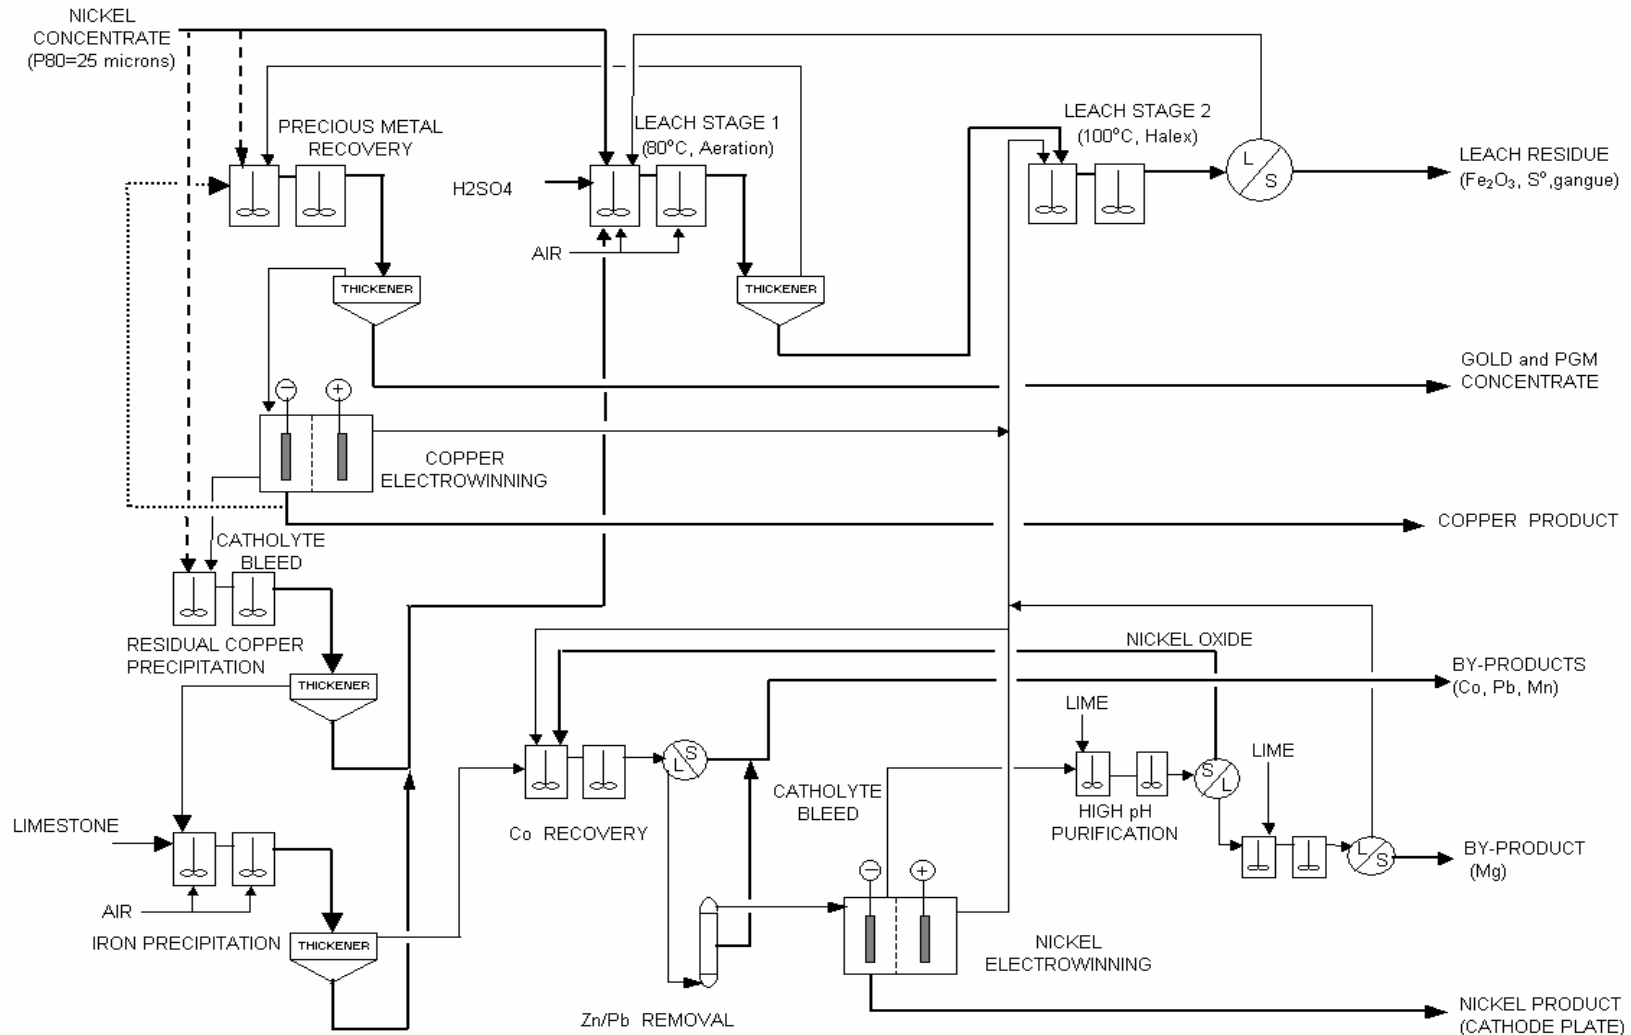 NICKEL
CONCENTRATE
(P80=25 microns)
PRECIOUS METAL
RECOVERY
LEACH STAGE 1
(80°C, Aeration)
LEACH STAGE 2
(100°C, Halex)
L
S
LEACH RESIDUE
(Fe₂O₃, S°,gangue)
H2SO4
AIR
THICKENER
THICKENER
GOLD and PGM
CONCENTRATE
−
+
COPPER
ELECTROWINNING
COPPER PRODUCT
CATHOLYTE
BLEED
RESIDUAL COPPER
PRECIPITATION
THICKENER
NICKEL OXIDE
BY-PRODUCTS
(Co, Pb, Mn)
LIME
LIME
S
L
S
L
CATHOLYTE
BLEED
HIGH pH
PURIFICATION
LIMESTONE
Co RECOVERY
L
S
BY-PRODUCT
(Mg)
−
+
AIR
IRON PRECIPITATION
THICKENER
NICKEL
ELECTROWINNING
Zn/Pb REMOVAL
NICKEL PRODUCT
(CATHODE PLATE)